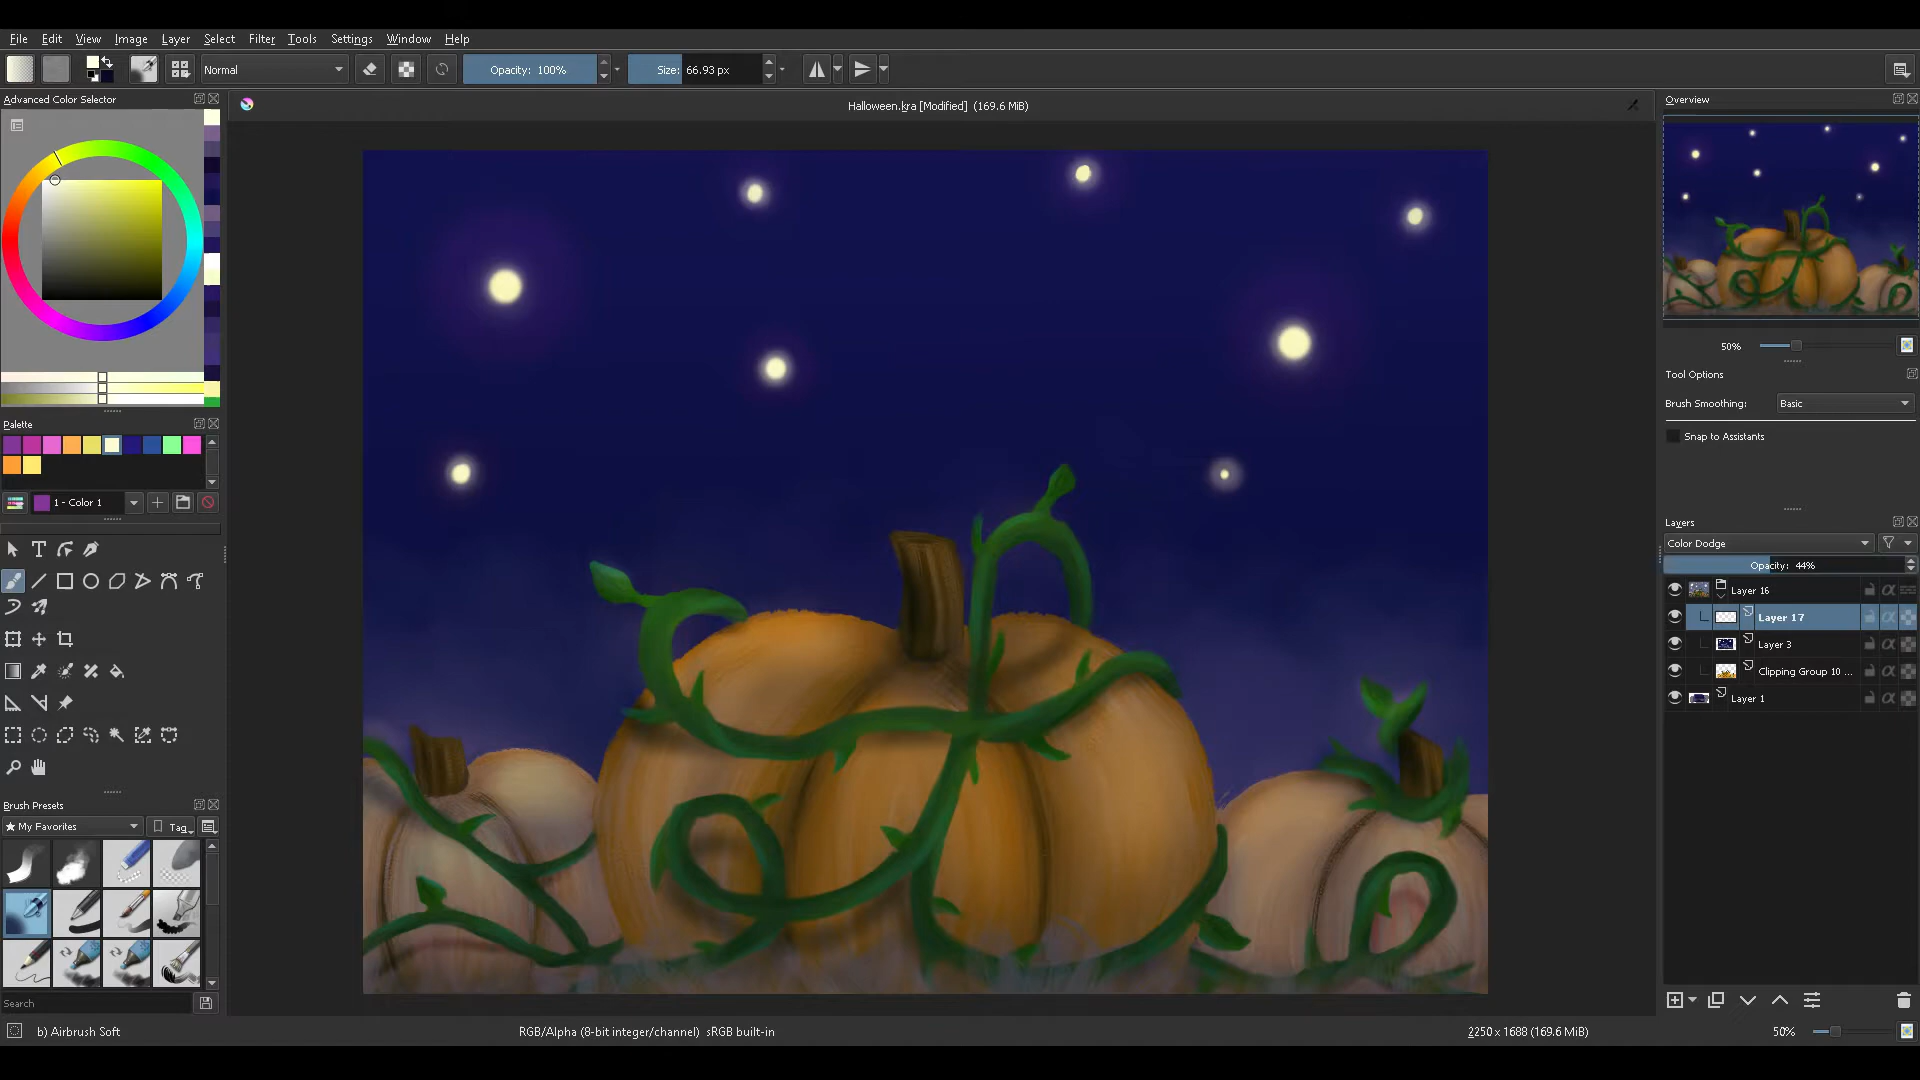 File Edit View Image Layer Select Filter Tools Settings Window Help
Normal
Opacity: 100%
Size: 66.93 px
Advanced Color Selector
Halloween.kra [Modified] (169.6 MiB)
Overview
50%
Tool Options
Brush Smoothing: Basic
Snap to Assistants
Palette
1 - Color 1
Layers
Color Dodge
Opacity: 44%
Layer 16
Layer 17
Layer 3
Clipping Group 10 ...
Layer 1
Brush Presets
My Favorites
Tag
Search
b) Airbrush Soft
RGB/Alpha (8-bit integer/channel) sRGB built-in
2250 x 1688 (169.6 MiB)
50%